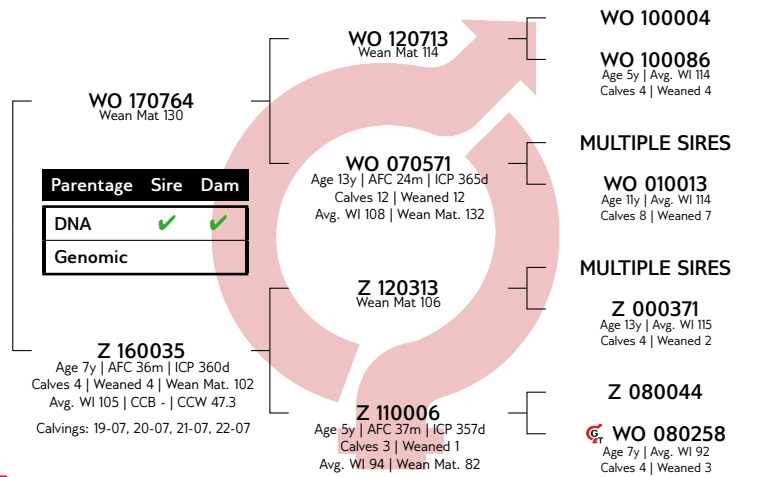 WO 170764
Wean Mat 130
Parentage Sire Dam
DNA ✔ ✔
Genomic
Z 160035
Age 7y | AFC 36m | ICP 360d
Calves 4 | Weaned 4 | Wean Mat. 102
Avg. WI 105 | CCB - | CCW 47.3
Calvings: 19-07, 20-07, 21-07, 22-07
WO 120713
Wean Mat 114
WO 070571
Age 13y | AFC 24m | ICP 365d
Calves 12 | Weaned 12
Avg. WI 108 | Wean Mat. 132
Z 120313
Wean Mat 106
Z 110006
Age 5y | AFC 37m | ICP 357d
Calves 3 | Weaned 1
Avg. WI 94 | Wean Mat. 82
WO 100004
WO 100086
Age 5y | Avg. WI 114
Calves 4 | Weaned 4
MULTIPLE SIRES
WO 010013
Age 11y | Avg. WI 114
Calves 8 | Weaned 7
MULTIPLE SIRES
Z 000371
Age 13y | Avg. WI 115
Calves 4 | Weaned 2
Z 080044
GT WO 080258
Age 7y | Avg. WI 92
Calves 4 | Weaned 3